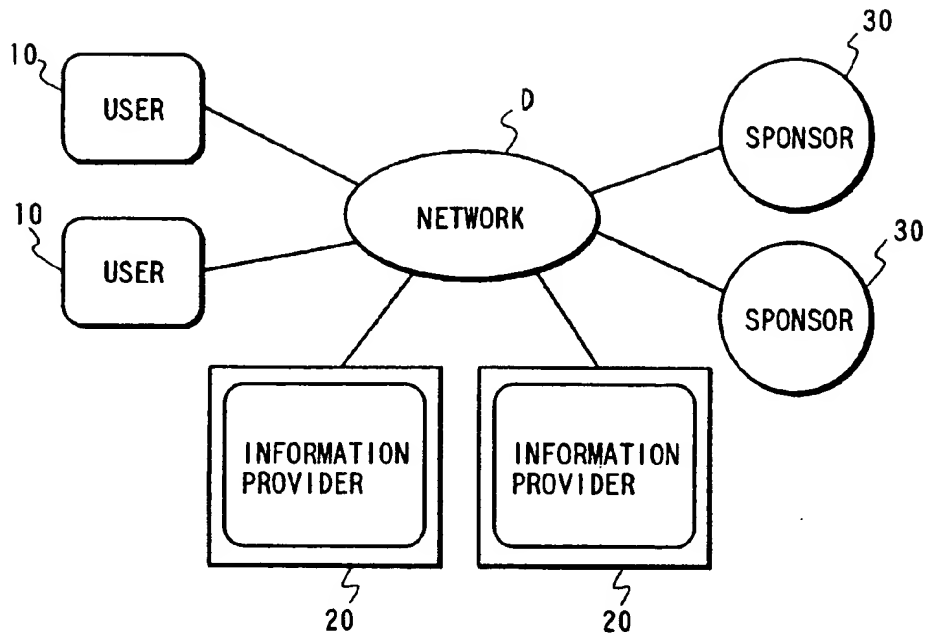 30
10
USER
D
SPONSOR
NETWORK
10
USER
30
SPONSOR
INFORMATION
PROVIDER
INFORMATION
PROVIDER
20
20